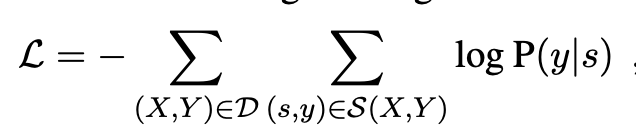 ℒ = − ∑_{(X,Y)∈𝒟} ∑_{(s,y)∈𝒮(X,Y)} log P(y|s) ,